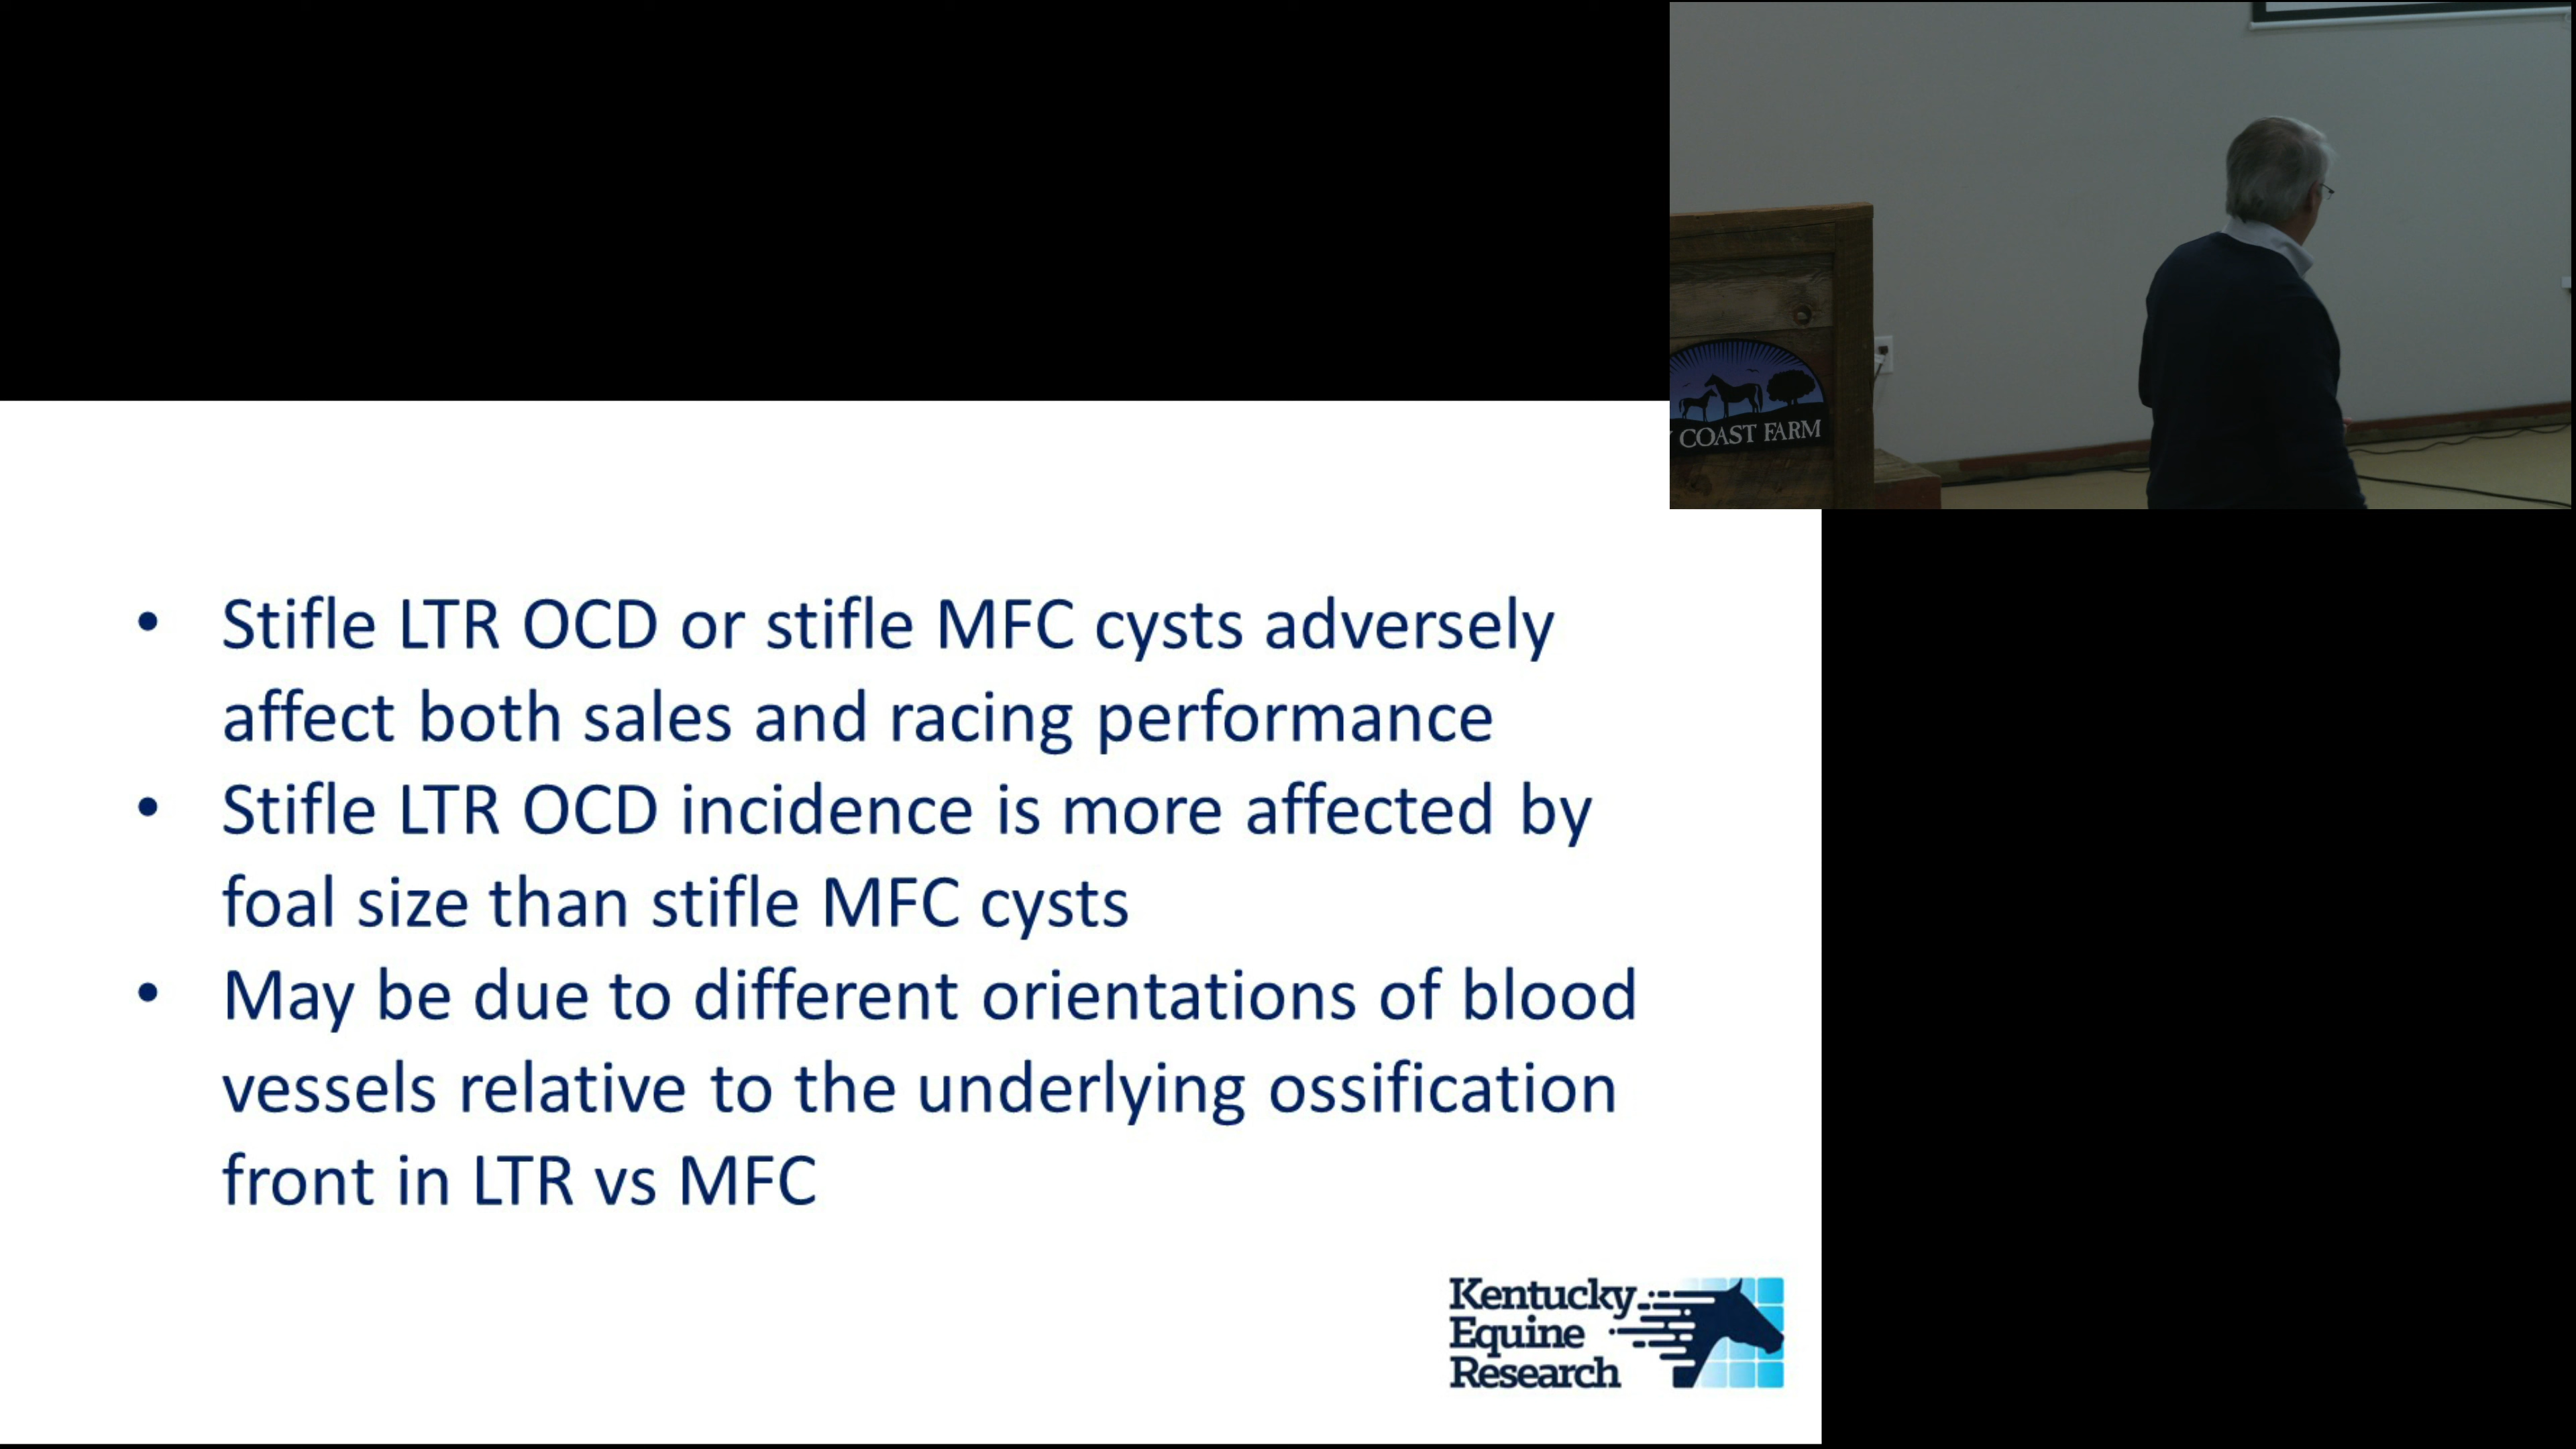 COAST FARM
• Stifle LTR OCD or stifle MFC cysts adversely
affect both sales and racing performance
• Stifle LTR OCD incidence is more affected by
foal size than stifle MFC cysts
• May be due to different orientations of blood
vessels relative to the underlying ossification
front in LTR vs MFC
Kentucky
Equine
Research